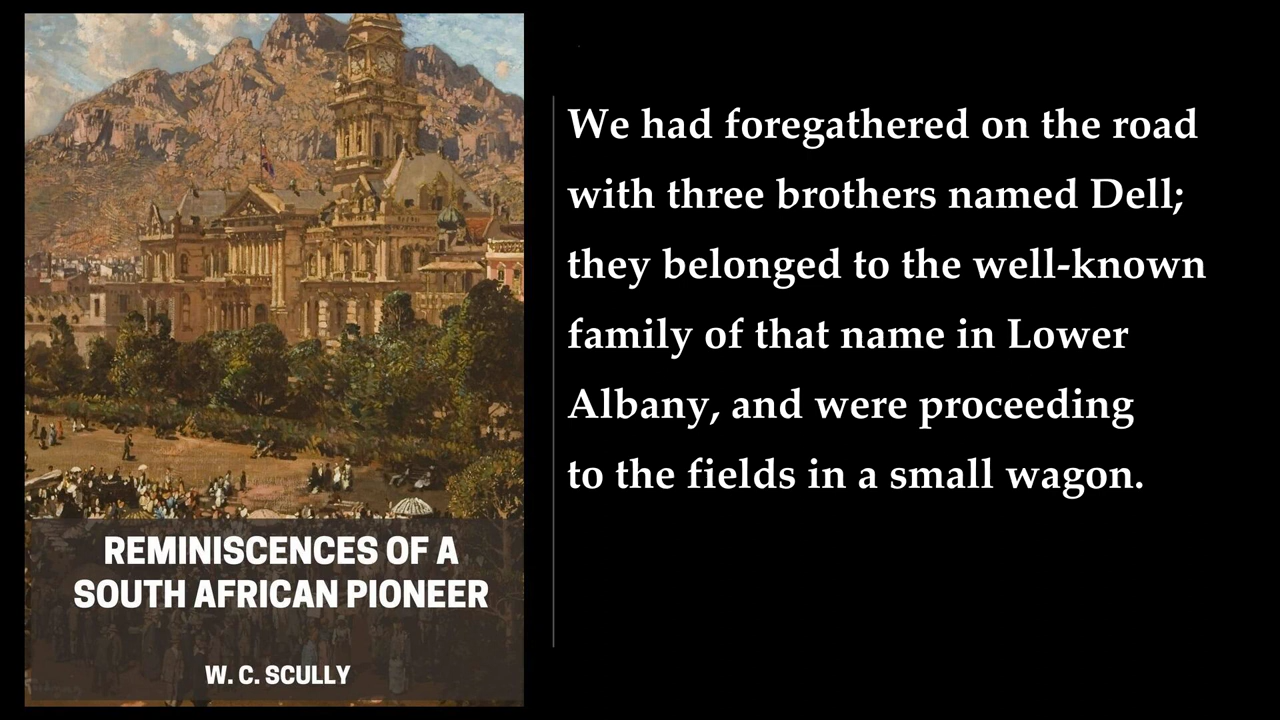 We had foregathered on the road
with three brothers named Dell;
they belonged to the well-known
family of that name in Lower
Albany, and were proceeding
to the fields in a small wagon.
REMINISCENCES OF A
SOUTH AFRICAN PIONEER
W. C. SCULLY